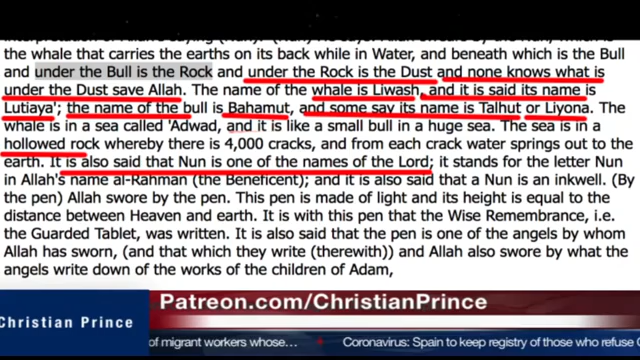 the whale that carries the earths on its back while in Water, and beneath which is the Bull
and under the Bull is the Rock and under the Rock is the Dust and none knows what is
under the Dust save Allah. The name of the whale is Liwash, and it is said its name is
Lutiaya'; the name of the bull is Bahamut, and some say its name is Talhut or Liyona. The
whale is in a sea called 'Adwad, and it is like a small bull in a huge sea. The sea is in a
hollowed rock whereby there is 4,000 cracks, and from each crack water springs out to the
earth. It is also said that Nun is one of the names of the Lord; it stands for the letter Nun
in Allah's name al-Rahman (the Beneficent); and it is also said that a Nun is an inkwell. (By
the pen) Allah swore by the pen. This pen is made of light and its height is equal to the
distance between Heaven and earth. It is with this pen that the Wise Remembrance, i.e.
the Guarded Tablet, was written. It is also said that the pen is one of the angels by whom
Allah has sworn, (and that which they write (therewith)) and Allah also swore by what the
angels write down of the works of the children of Adam,
Patreon.com/ChristianPrince
Christian Prince
of migrant workers whose... Coronavirus: Spain to keep registry of those who refuse